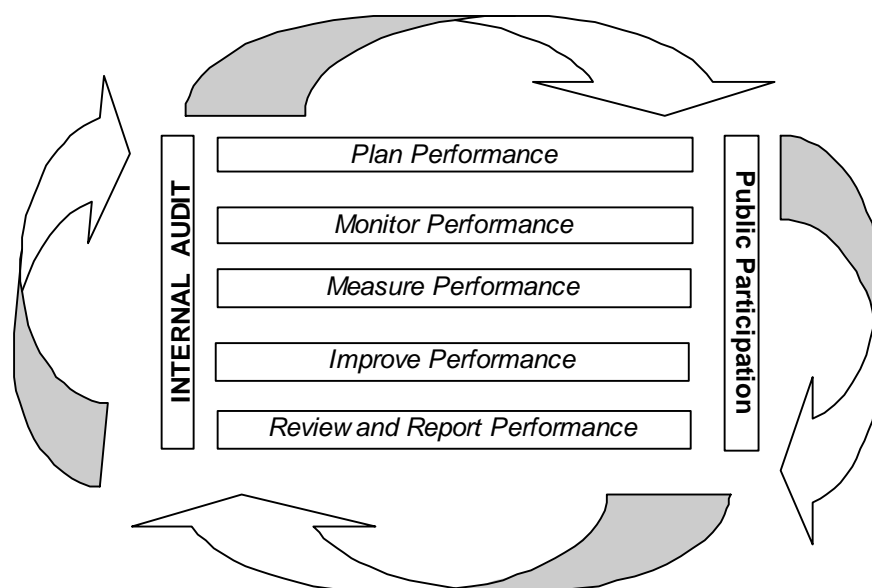 INTERNAL AUDIT
Plan Performance
Monitor Performance
Measure Performance
Improve Performance
Review and Report Performance
Public Participation